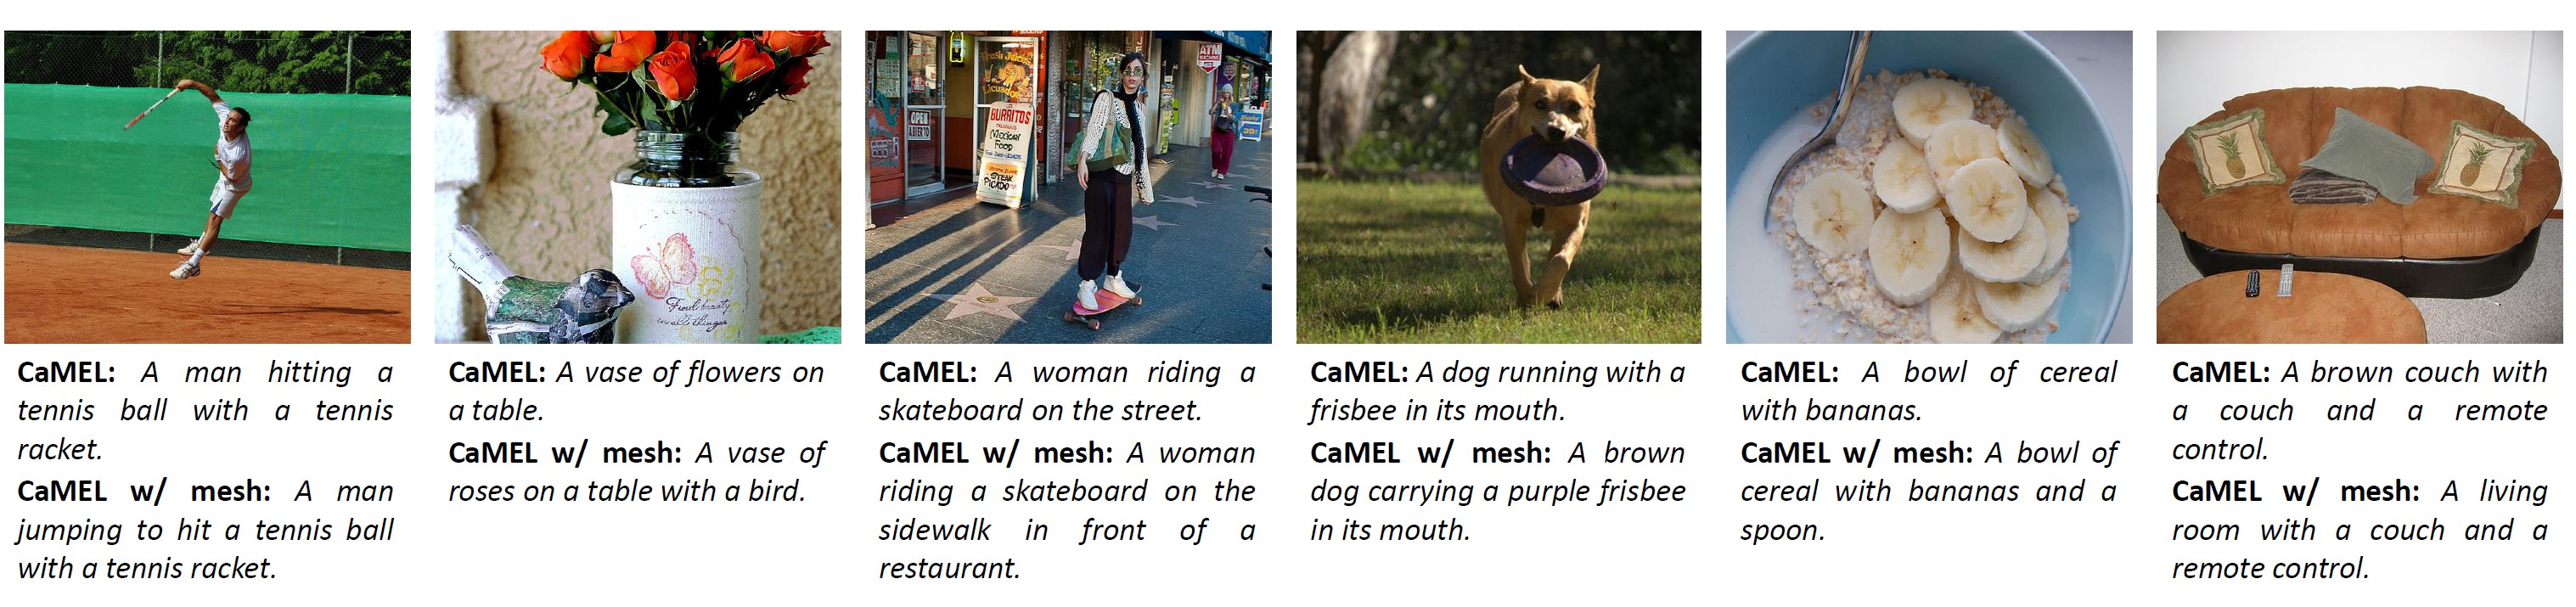 OPEN
ABIERTO
BURRITOS
Mexican
Food
STEAK
PICADO
ATM
CaMEL: A man hitting a
tennis ball with a tennis
racket.
CaMEL w/ mesh: A man
jumping to hit a tennis ball
with a tennis racket.
CaMEL: A vase of flowers on
a table.
CaMEL w/ mesh: A vase of
roses on a table with a bird.
CaMEL: A woman riding a
skateboard on the street.
CaMEL w/ mesh: A woman
riding a skateboard on the
sidewalk in front of a
restaurant.
CaMEL: A dog running with a
frisbee in its mouth.
CaMEL w/ mesh: A brown
dog carrying a purple frisbee
in its mouth.
CaMEL: A bowl of cereal
with bananas.
CaMEL w/ mesh: A bowl of
cereal with bananas and a
spoon.
CaMEL: A brown couch with
a couch and a remote
control.
CaMEL w/ mesh: A living
room with a couch and a
remote control.